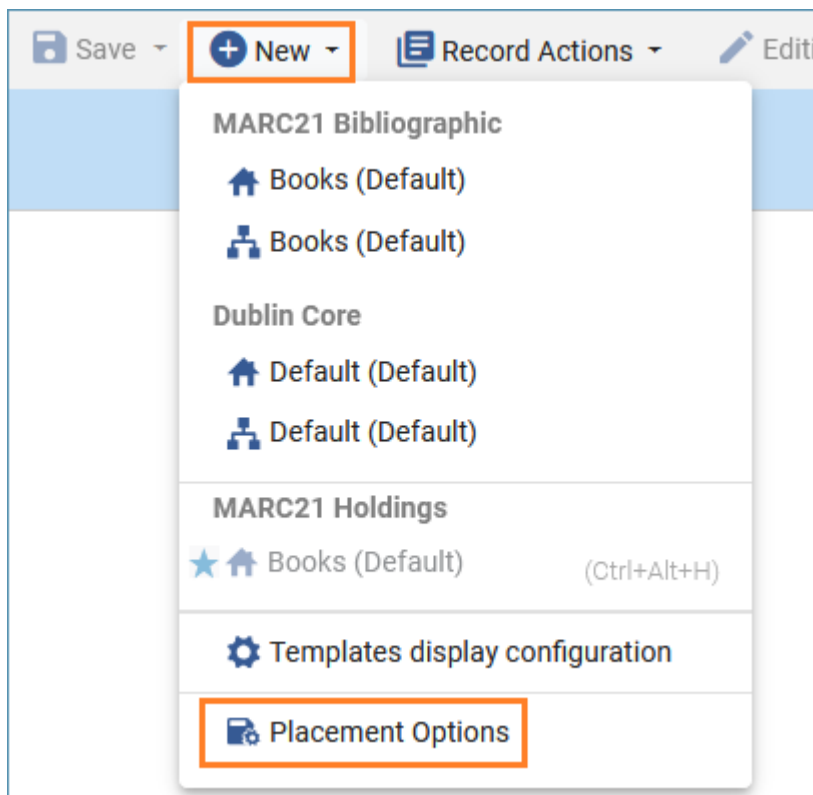 Save New Record Actions Editi
MARC21 Bibliographic
Books (Default)
Books (Default)
Dublin Core
Default (Default)
Default (Default)
MARC21 Holdings
Books (Default) (Ctrl+Alt+H)
Templates display configuration
Placement Options